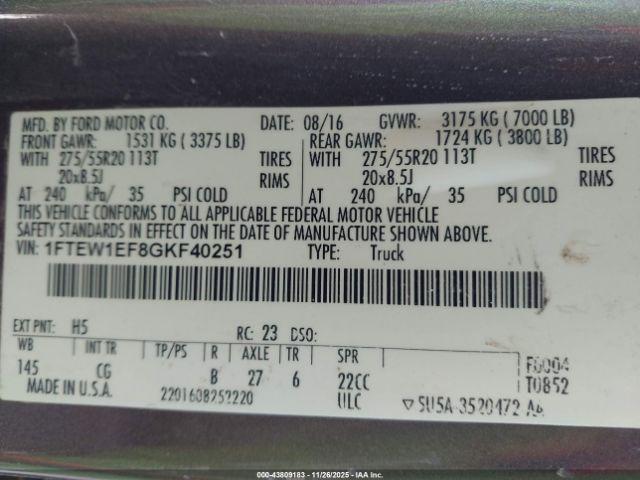 MFD. BY FORD MOTOR CO. DATE: 08/16 GVWR: 3175 KG ( 7000 LB)
FRONT GAWR: 1531 KG ( 3375 LB) REAR GAWR: 1724 KG ( 3800 LB)
WITH 275/55R20 113T TIRES WITH 275/55R20 113T TIRES
20x8.5J RIMS 20x8.5J RIMS
AT 240 kPa/ 35 PSI COLD AT 240 kPa/ 35 PSI COLD
THIS VEHICLE CONFORMS TO ALL APPLICABLE FEDERAL MOTOR VEHICLE
SAFETY STANDARDS IN EFFECT ON THE DATE OF MANUFACTURE SHOWN ABOVE.
VIN: 1FTEW1EF8GKF40251 TYPE: Truck
EXT PNT: H5 RC: 23 DSO:
WB INT TR TP/PS R AXLE TR SPR
145 CG B 27 6 22CC F0004
MADE IN U.S.A. 2201608252220 ULC T0852
▽ 5U5A-3520472 AA
000-43809183 - 11/26/2025 - IAA Inc.